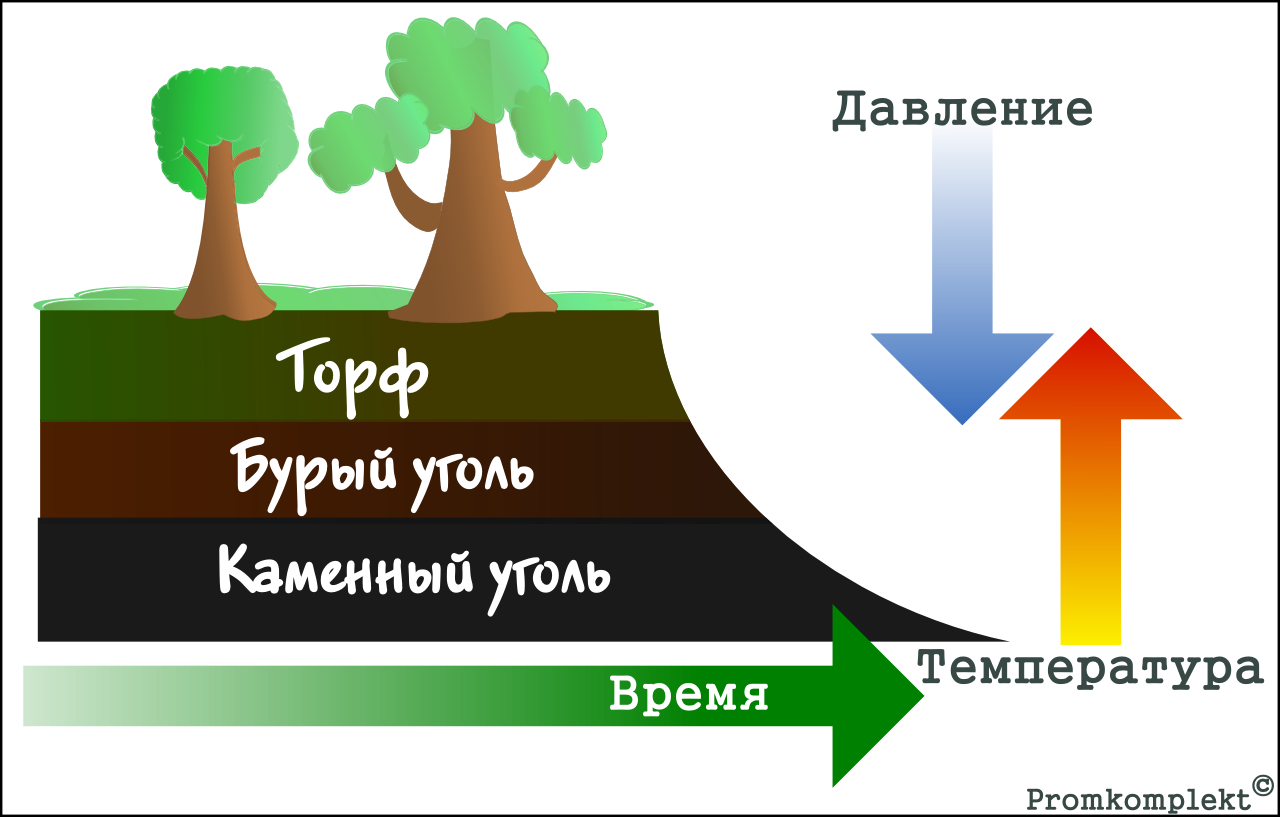 Давление
Торф
Бурый уголь
Каменный уголь
Температура
Время
Promkomplekt©